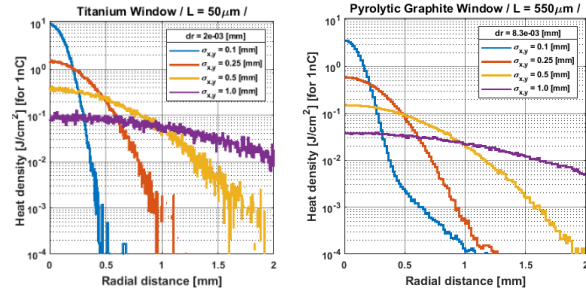 Titanium Window / L = 50μm /
Heat density [J/cm² [for 1nC]
10¹
10⁰
10⁻¹
10⁻²
10⁻³
10⁻⁴
dr = 2e-03 [mm]
σx,y = 0.1 [mm]
σx,y = 0.25 [mm]
σx,y = 0.5 [mm]
σx,y = 1.0 [mm]
0
0.5
1
1.5
2
Radial distance [mm]
Pyrolytic Graphite Window / L = 550μm /
Heat density [J/cm² [for 1nC]
10¹
10⁰
10⁻¹
10⁻²
10⁻³
10⁻⁴
dr = 8.3e-03 [mm]
σx,y = 0.1 [mm]
σx,y = 0.25 [mm]
σx,y = 0.5 [mm]
σx,y = 1.0 [mm]
0
0.5
1
1.5
2
Radial distance [mm]